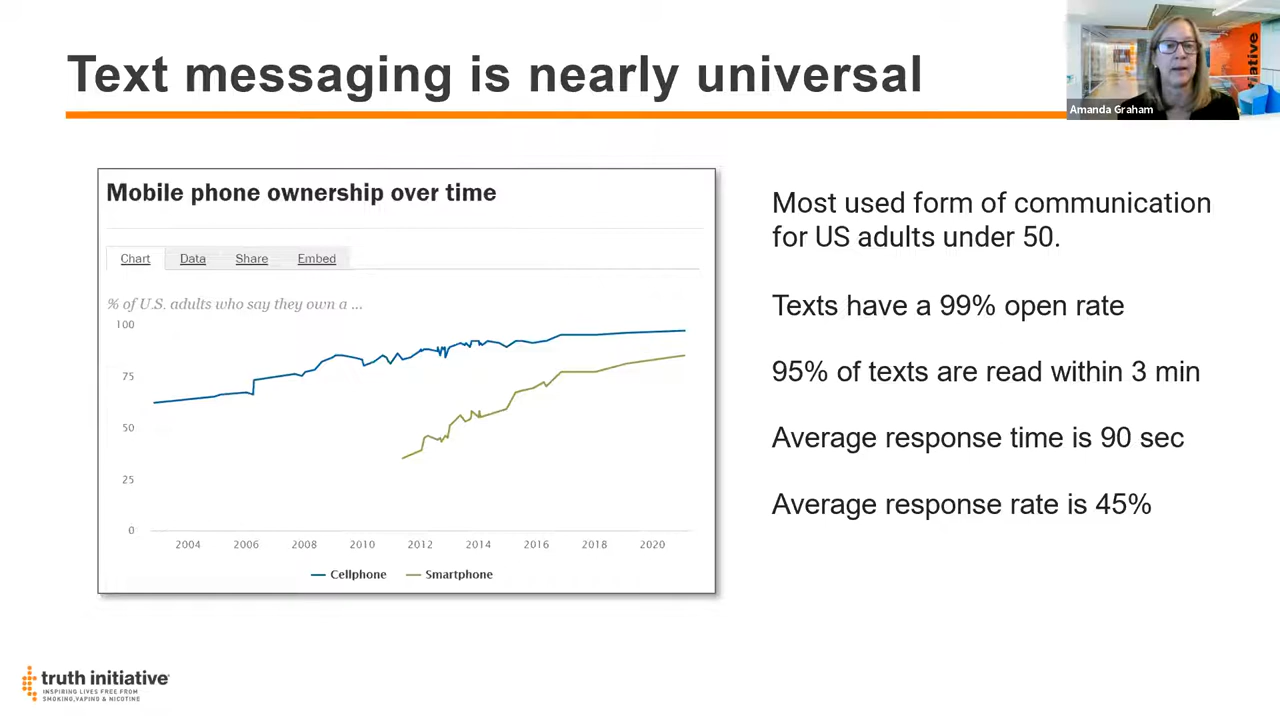 Text messaging is nearly universal
itiative
Amanda Graham
Mobile phone ownership over time
Chart Data Share Embed
% of U.S. adults who say they own a ...
100
75
50
25
0
2004 2006 2008 2010 2012 2014 2016 2018 2020
Cellphone Smartphone
Most used form of communication
for US adults under 50.
Texts have a 99% open rate
95% of texts are read within 3 min
Average response time is 90 sec
Average response rate is 45%
truth initiative
INSPIRING LIVES FREE FROM
SMOKING, VAPING & NICOTINE